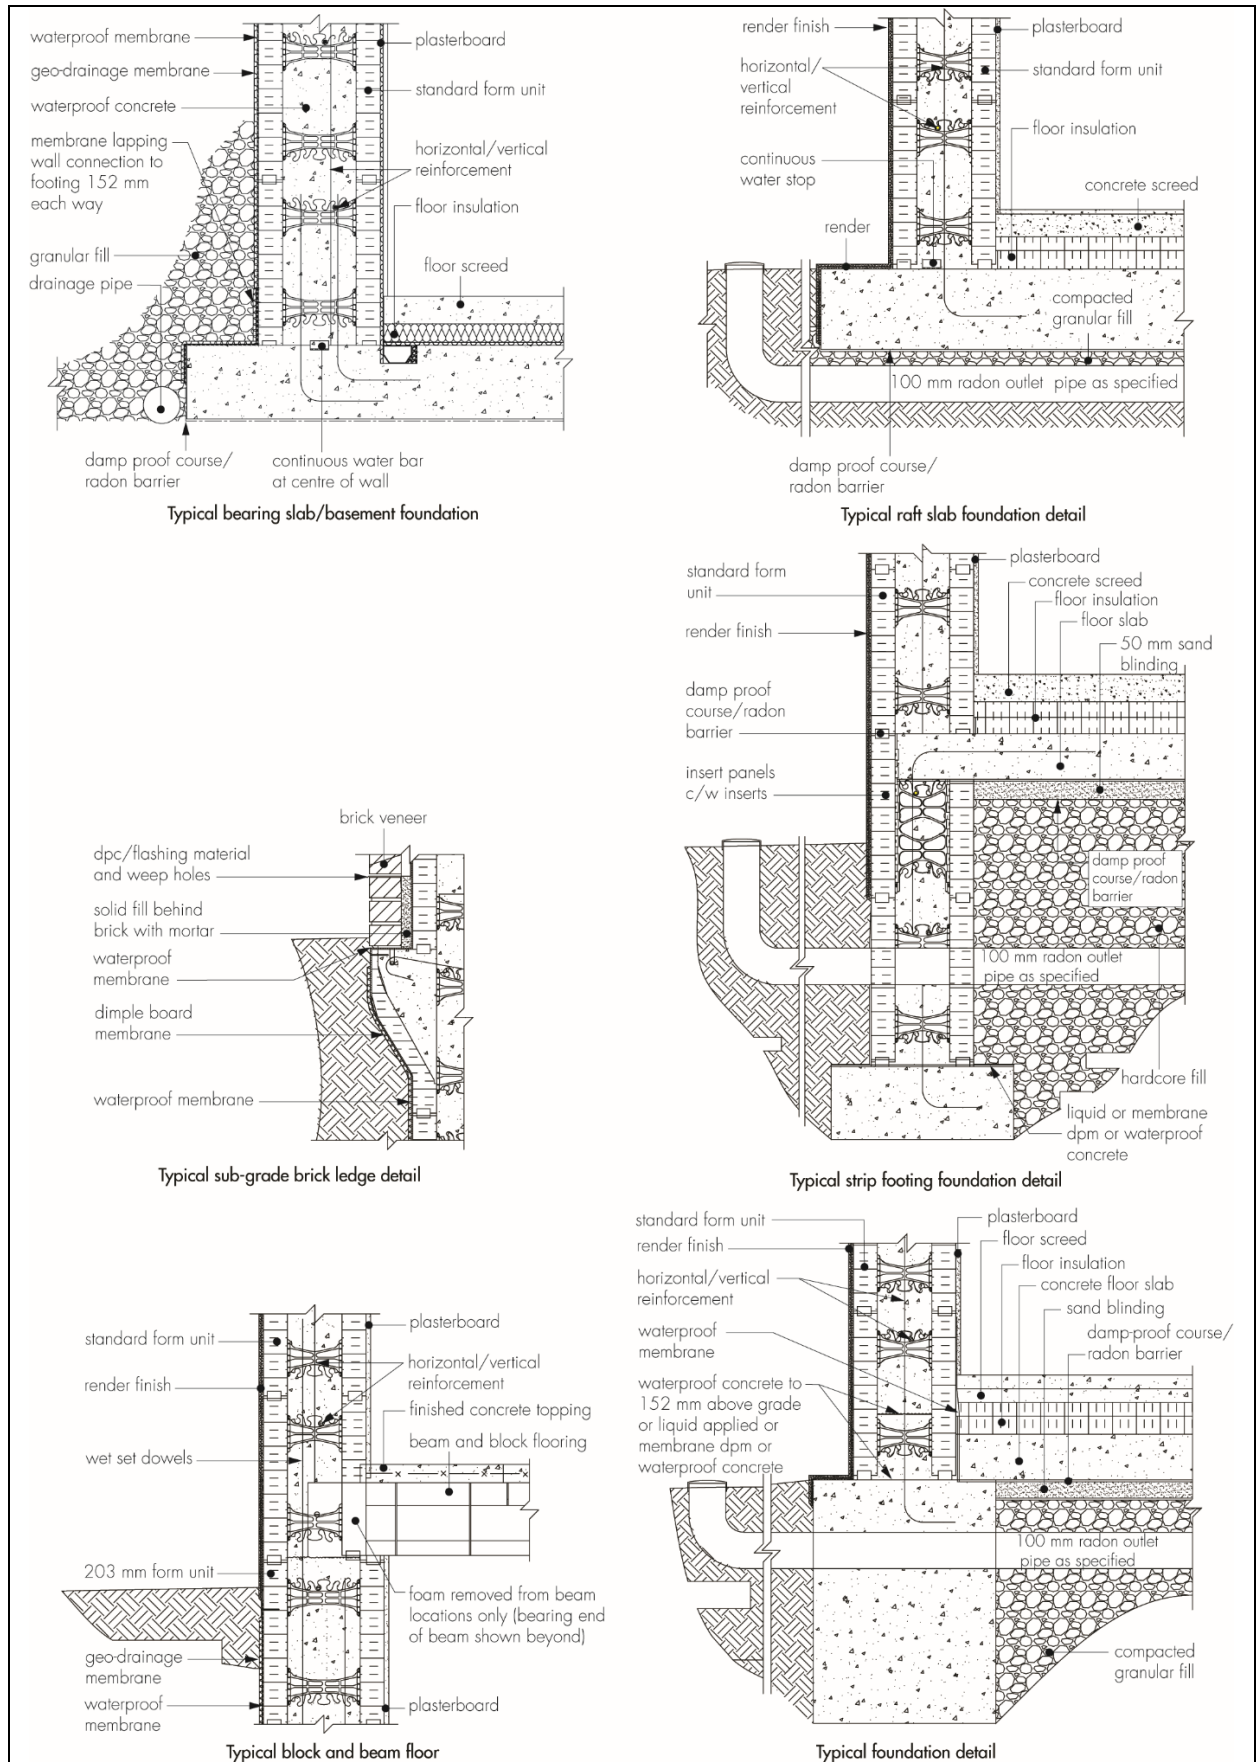 waterproof membrane
geo-drainage membrane
waterproof concrete
membrane lapping
wall connection to
footing 152 mm
each way
granular fill
drainage pipe
plasterboard
standard form unit
horizontal/vertical
reinforcement
floor insulation
floor screed
damp proof course/
radon barrier
continuous water bar
at centre of wall
Typical bearing slab/basement foundation
render finish
horizontal/
vertical
reinforcement
continuous
water stop
render
plasterboard
standard form unit
floor insulation
concrete screed
compacted
granular fill
100 mm radon outlet pipe as specified
damp proof course/
radon barrier
Typical raft slab foundation detail
brick veneer
dpc/flashing material
and weep holes
solid fill behind
brick with mortar
waterproof
membrane
dimple board
membrane
waterproof membrane
Typical sub-grade brick ledge detail
standard form
unit
render finish
damp proof
course/radon
barrier
insert panels
c/w inserts
plasterboard
concrete screed
floor insulation
floor slab
50 mm sand
blinding
damp proof
course/radon
barrier
100 mm radon outlet
pipe as specified
hardcore fill
liquid or membrane
dpm or waterproof
concrete
Typical strip footing foundation detail
standard form unit
render finish
wet set dowels
203 mm form unit
geo-drainage
membrane
waterproof
membrane
plasterboard
horizontal/vertical
reinforcement
finished concrete topping
beam and block flooring
foam removed from beam
locations only (bearing end
of beam shown beyond)
plasterboard
Typical block and beam floor
standard form unit
render finish
horizontal/vertical
reinforcement
waterproof
membrane
waterproof concrete to
152 mm above grade
or liquid applied or
membrane dpm or
waterproof concrete
plasterboard
floor screed
floor insulation
concrete floor slab
sand blinding
damp-proof course/
radon barrier
100 mm radon outlet
pipe as specified
compacted
granular fill
Typical foundation detail